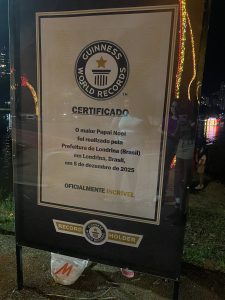 GUINNESS
WORLD RECORDS
CERTIFICADO
O maior Papai Noel
foi realizado pela
Prefeitura de Londrina (Brasil)
em Londrina, Brasil,
em 5 de dezembro de 2025
OFICIALMENTE INCRÍVEL
RECORD HOLDER